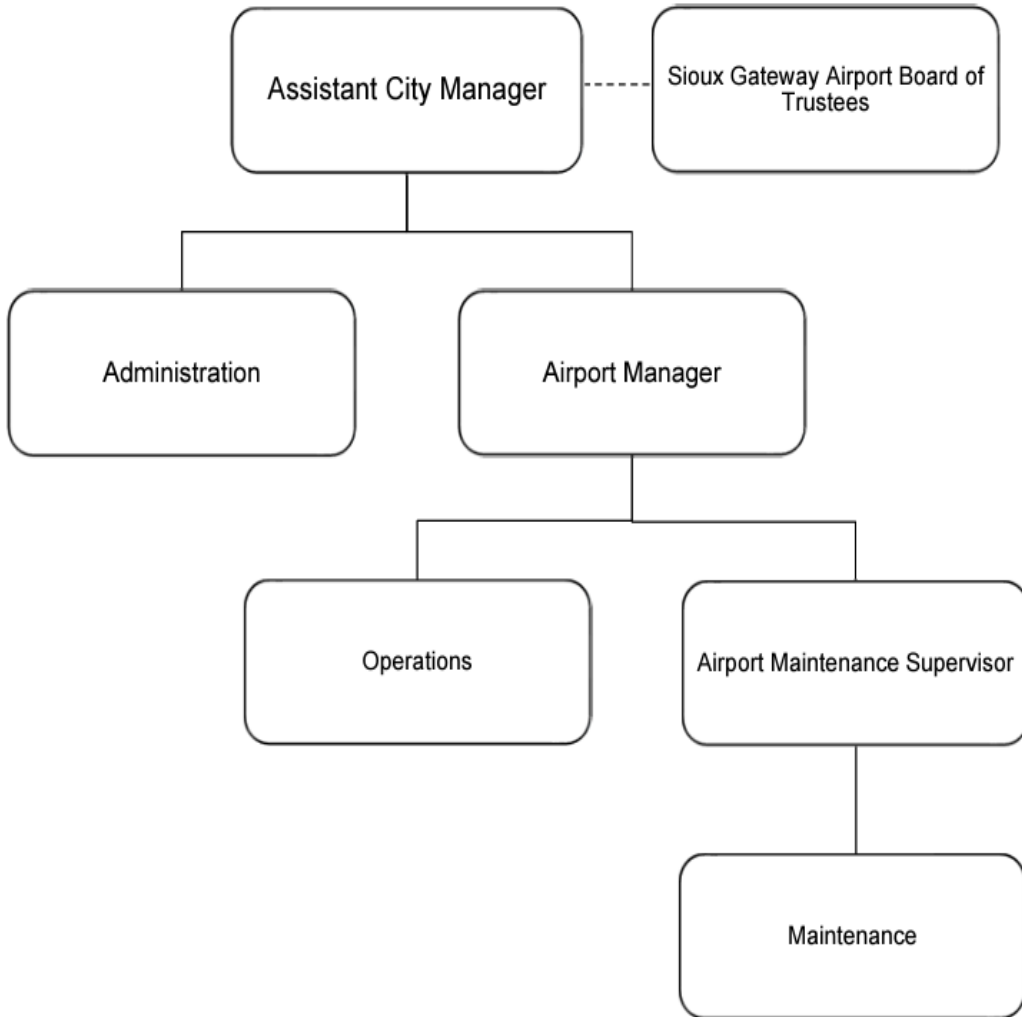 Assistant City Manager
Sioux Gateway Airport Board of
Trustees
Administration
Airport Manager
Operations
Airport Maintenance Supervisor
Maintenance